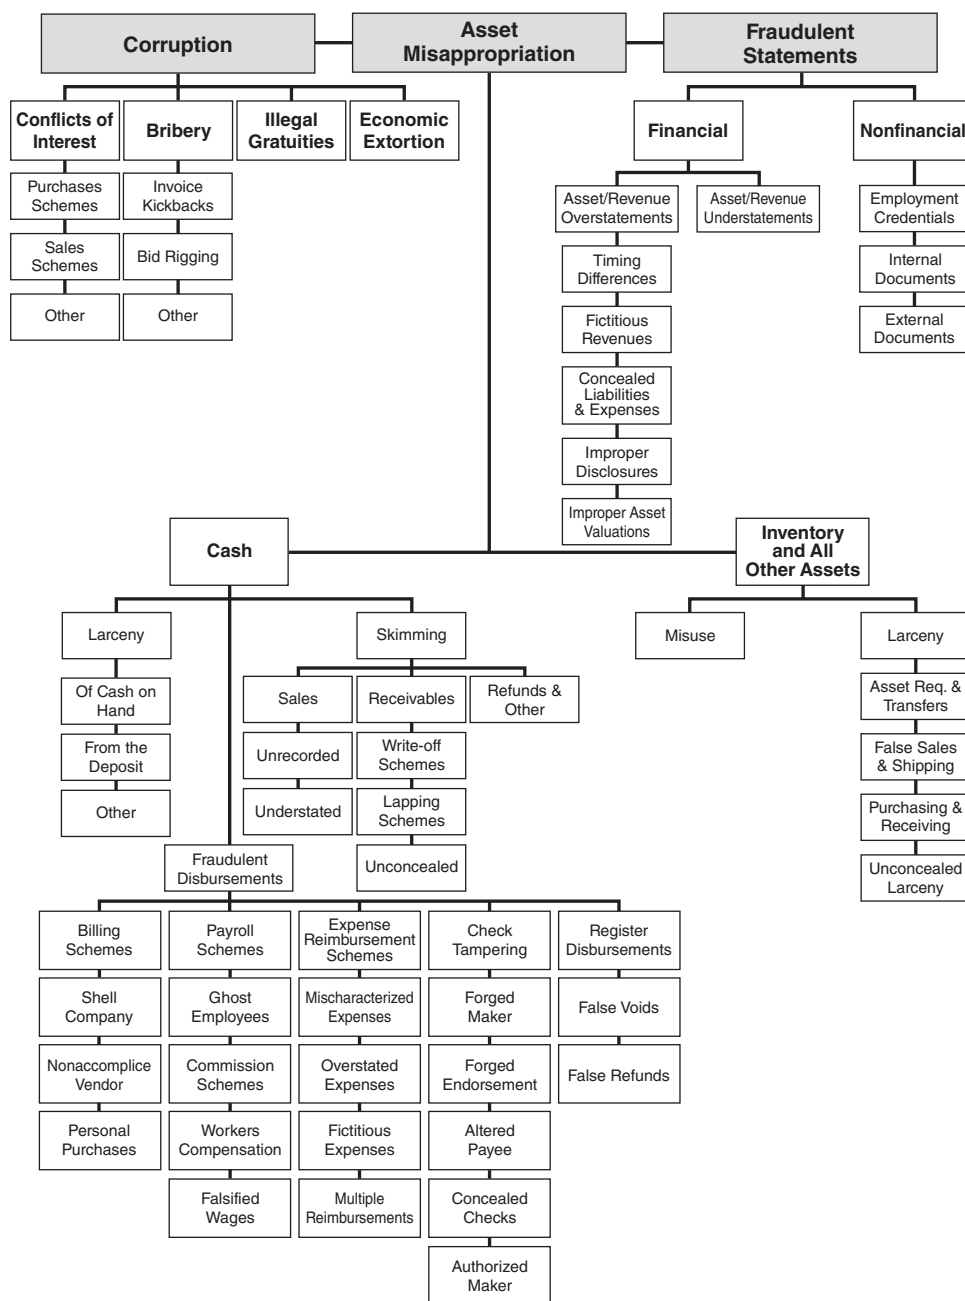 Corruption
Asset
Misappropriation
Fraudulent
Statements
Conflicts of
Interest
Bribery
Illegal
Gratuities
Economic
Extortion
Purchases
Schemes
Sales
Schemes
Other
Invoice
Kickbacks
Bid Rigging
Other
Financial
Nonfinancial
Asset/Revenue
Overstatements
Timing
Differences
Fictitious
Revenues
Concealed
Liabilities
& Expenses
Improper
Disclosures
Improper Asset
Valuations
Asset/Revenue
Understatements
Employment
Credentials
Internal
Documents
External
Documents
Cash
Inventory
and All
Other Assets
Larceny
Of Cash on
Hand
From the
Deposit
Other
Skimming
Sales
Unrecorded
Understated
Receivables
Write-off
Schemes
Lapping
Schemes
Unconcealed
Refunds &
Other
Misuse
Larceny
Asset Req. &
Transfers
False Sales
& Shipping
Purchasing &
Receiving
Unconcealed
Larceny
Fraudulent
Disbursements
Billing
Schemes
Shell
Company
Nonaccomplice
Vendor
Personal
Purchases
Payroll
Schemes
Ghost
Employees
Commission
Schemes
Workers
Compensation
Falsified
Wages
Expense
Reimbursement
Schemes
Mischaracterized
Expenses
Overstated
Expenses
Fictitious
Expenses
Multiple
Reimbursements
Check
Tampering
Forged
Maker
Forged
Endorsement
Altered
Payee
Concealed
Checks
Authorized
Maker
Register
Disbursements
False Voids
False Refunds